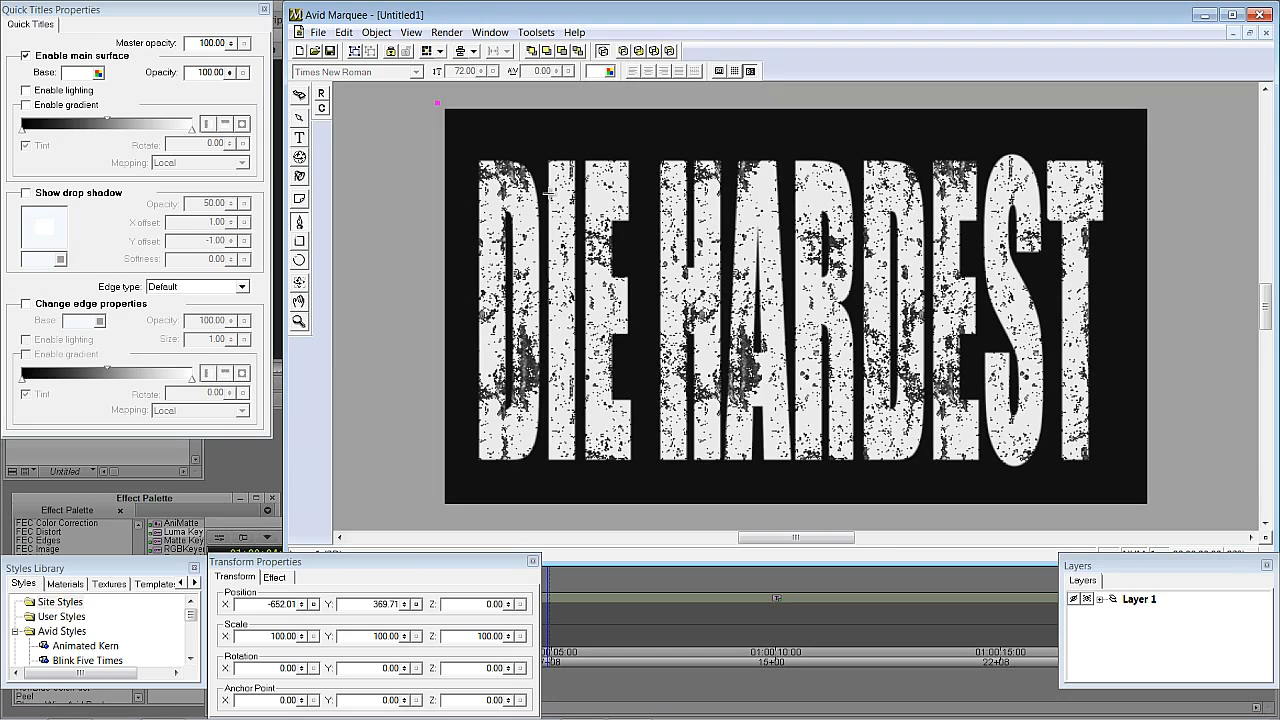 Quick Titles Properties
Quick Titles
Master opacity: 100.00
Enable main surface
Base: Opacity: 100.00
Enable lighting
Enable gradient
Tint Rotate: 0.00
Mapping: Local
Show drop shadow
Opacity: 50.00
X offset: 1.00
Y offset: -1.00
Softness: 0.00
Edge type: Default
Change edge properties
Base: Opacity: 100.00
Enable lighting Size: 1.00
Enable gradient
Tint Rotate: 0.00
Mapping: Local
Untitled
Effect Palette
Effect Palette
FEC Color Correction AniMatte
FEC Distort Luma Key
FEC Edges Matte Key
FEC Image RGBKeye
Styles Library
Styles Materials Textures Template
Site Styles
User Styles
Avid Styles
Animated Kern
Blink Five Times
Peel
Avid Marquee - [Untitled1]
File Edit Object View Render Window Toolsets Help
Times New Roman 72.00 0.00
R
C
DIE HARDEST
Transform Properties
Transform Effect
Position
X -652.01 Y: 369.71 Z: 0.00
Scale
X 100.00 Y: 100.00 Z: 100.00
Rotation
X 0.00 Y: 0.00 Z: 0.00
Anchor Point
X 0.00 Y: 0.00 Z: 0.00
01:00:10:00 01:00:15:00
15+00 22+08
Layers
Layers
Layer 1